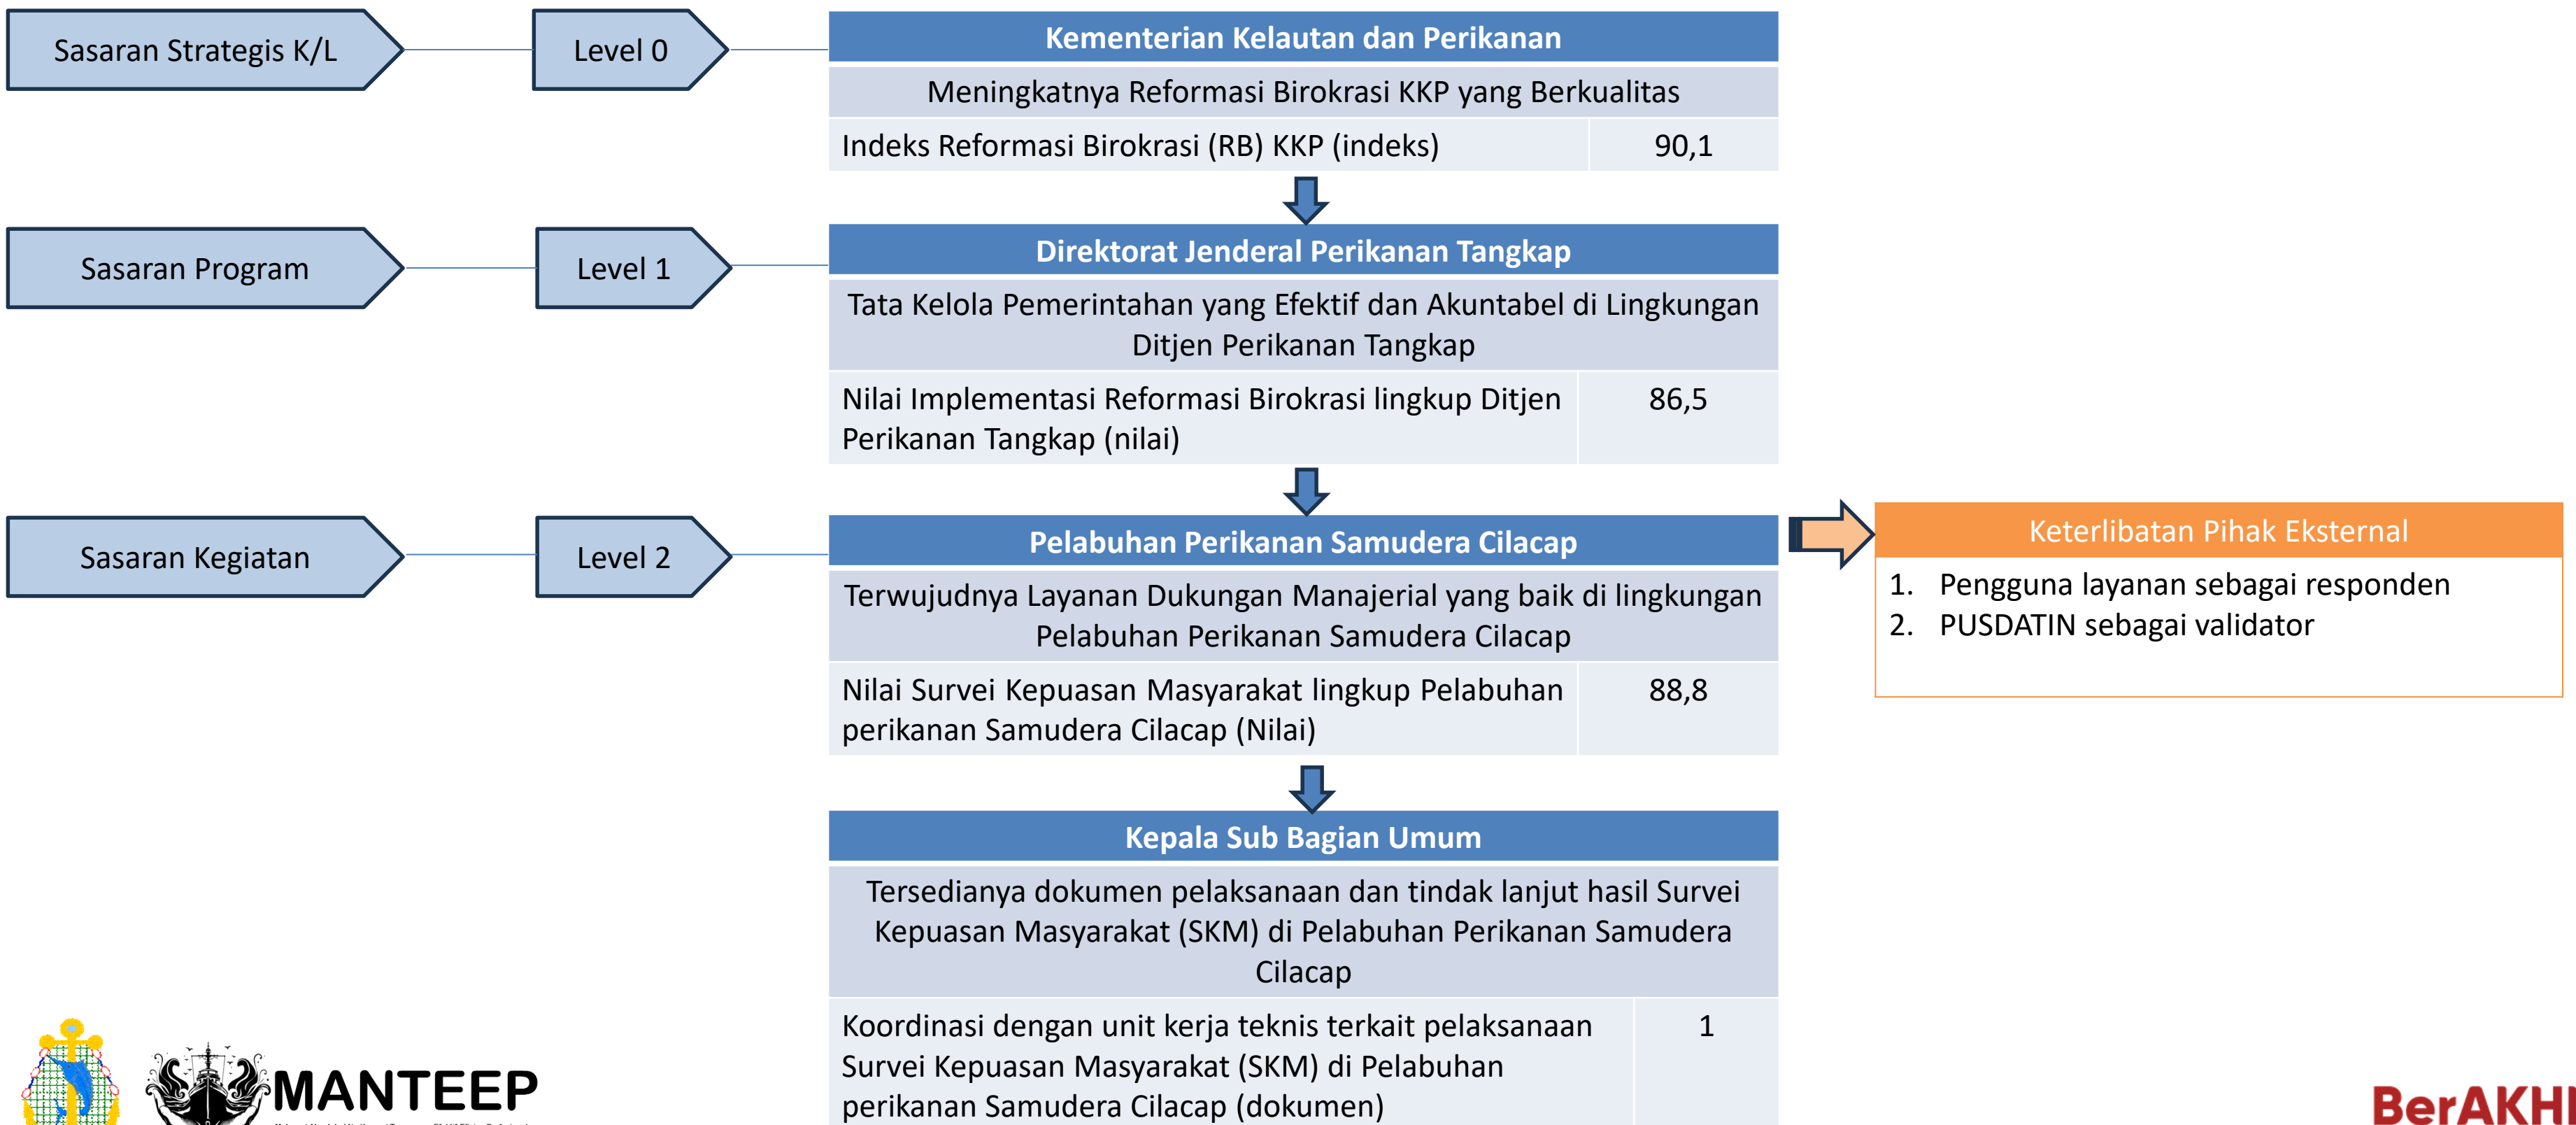 Sasaran Strategis K/L
Level 0
Kementerian Kelautan dan Perikanan
Meningkatnya Reformasi Birokrasi KKP yang Berkualitas
Indeks Reformasi Birokrasi (RB) KKP (indeks)
90,1
Sasaran Program
Level 1
Direktorat Jenderal Perikanan Tangkap
Tata Kelola Pemerintahan yang Efektif dan Akuntabel di Lingkungan
Ditjen Perikanan Tangkap
Nilai Implementasi Reformasi Birokrasi lingkup Ditjen
Perikanan Tangkap (nilai)
86,5
Sasaran Kegiatan
Level 2
Pelabuhan Perikanan Samudera Cilacap
Terwujudnya Layanan Dukungan Manajerial yang baik di lingkungan
Pelabuhan Perikanan Samudera Cilacap
Nilai Survei Kepuasan Masyarakat lingkup Pelabuhan
perikanan Samudera Cilacap (Nilai)
88,8
Keterlibatan Pihak Eksternal
1. Pengguna layanan sebagai responden
2. PUSDATIN sebagai validator
Kepala Sub Bagian Umum
Tersedianya dokumen pelaksanaan dan tindak lanjut hasil Survei
Kepuasan Masyarakat (SKM) di Pelabuhan Perikanan Samudera
Cilacap
Koordinasi dengan unit kerja teknis terkait pelaksanaan
Survei Kepuasan Masyarakat (SKM) di Pelabuhan
perikanan Samudera Cilacap (dokumen)
1
MANTEEP
BerAKH